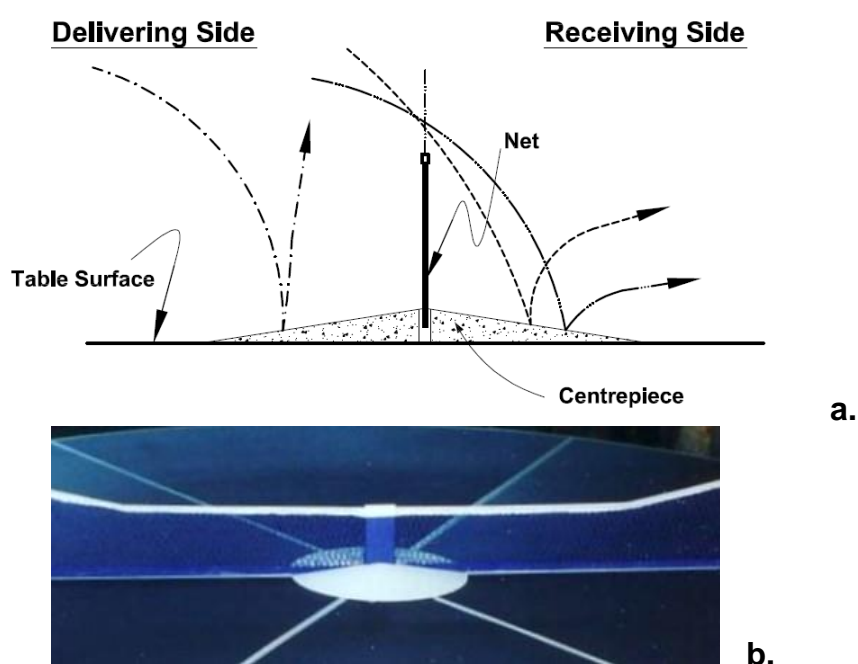 Delivering Side
Receiving Side
Net
Table Surface
Centrepiece
a.
b.